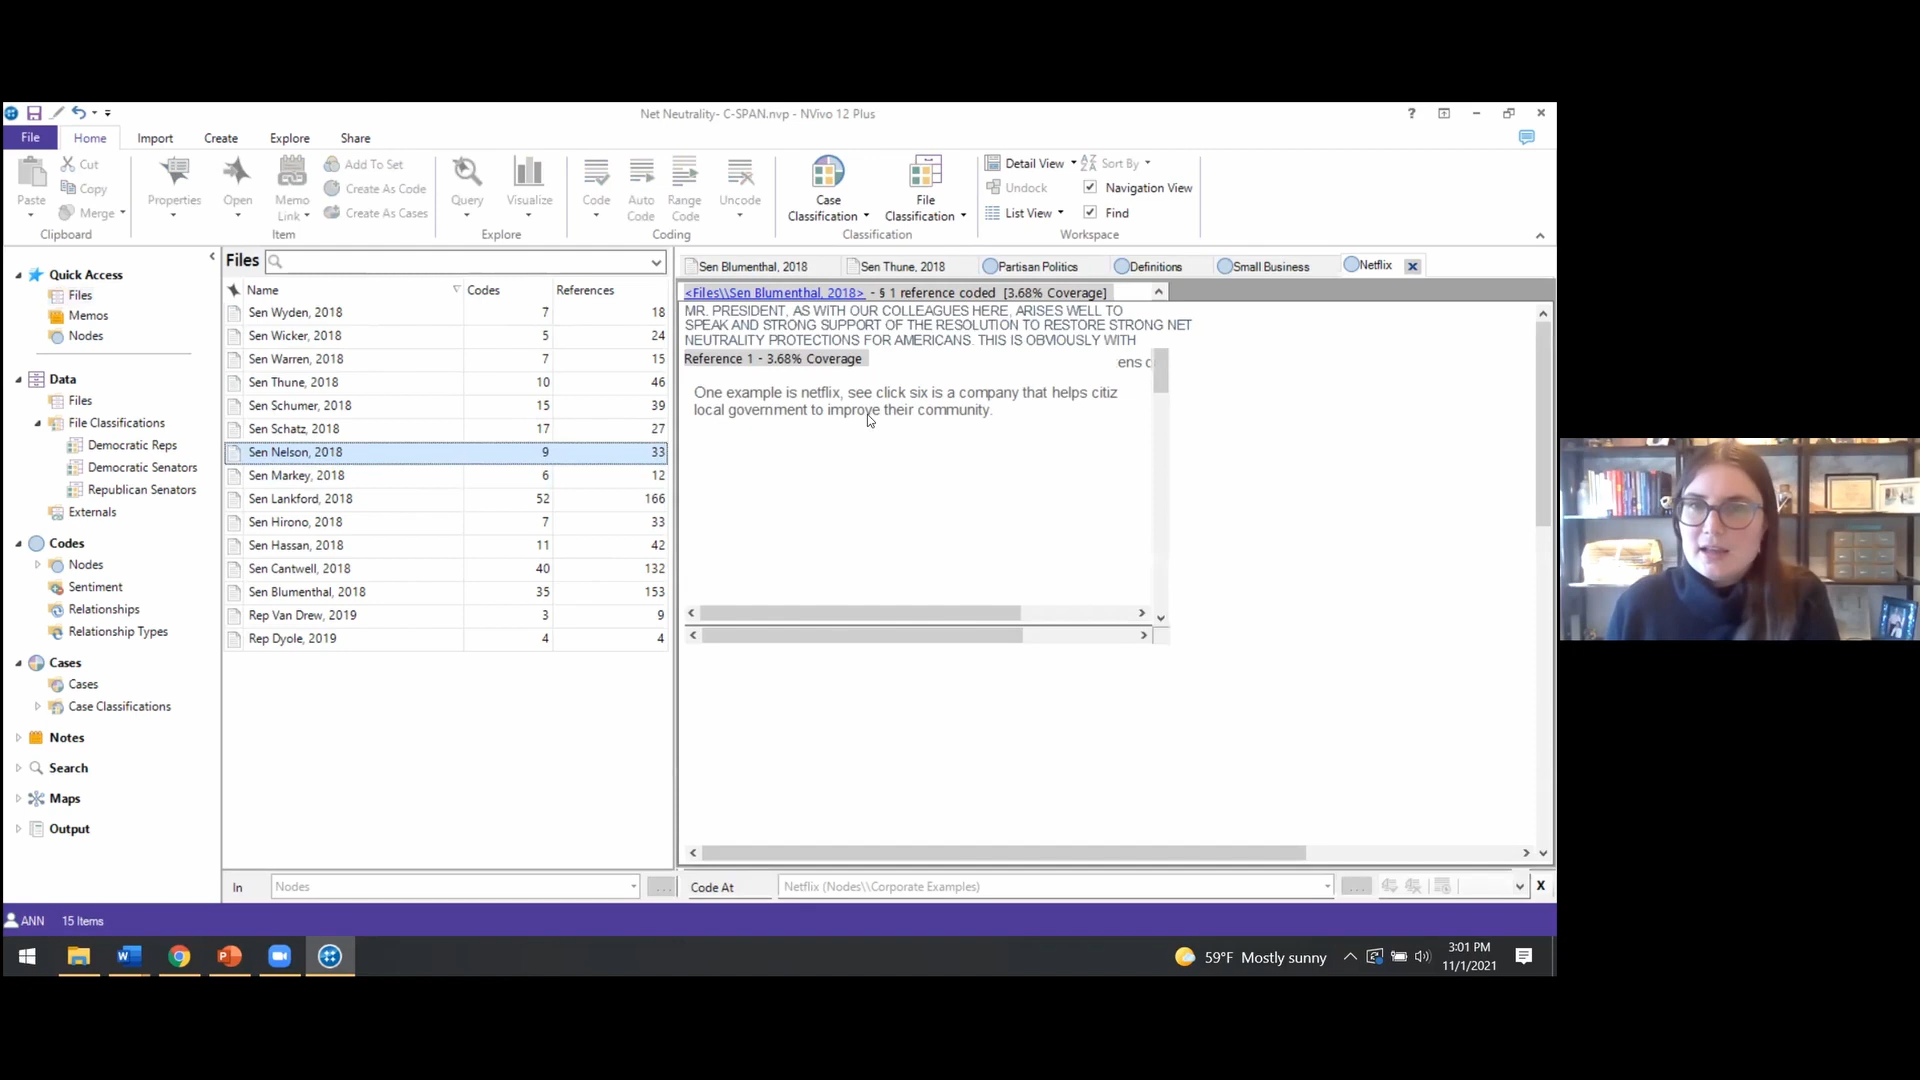 Net Neutrality- C-SPAN.nvp - NVivo 12 Plus
?
File Home Import Create Explore Share
Paste
Cut
Copy
Merge
Clipboard
Properties
Open
Memo
Link
Add To Set
Create As Code
Create As Cases
Item
Query
Visualize
Explore
Code
Auto
Code
Range
Code
Uncode
Coding
Case
Classification
File
Classification
Classification
Detail View
Sort By
Undock
Navigation View
List View
Find
Workspace
Quick Access
Files
Memos
Nodes
Data
Files
File Classifications
Democratic Reps
Democratic Senators
Republican Senators
Externals
Codes
Nodes
Sentiment
Relationships
Relationship Types
Cases
Cases
Case Classifications
Notes
Search
Maps
Output
Files
Name Codes References
Sen Wyden, 2018 7 18
Sen Wicker, 2018 5 24
Sen Warren, 2018 7 15
Sen Thune, 2018 10 46
Sen Schumer, 2018 15 39
Sen Schatz, 2018 17 27
Sen Nelson, 2018 9 33
Sen Markey, 2018 6 12
Sen Lankford, 2018 52 166
Sen Hirono, 2018 7 33
Sen Hassan, 2018 11 42
Sen Cantwell, 2018 40 132
Sen Blumenthal, 2018 35 153
Rep Van Drew, 2019 3 9
Rep Dyole, 2019 4 4
Sen Blumenthal, 2018 Sen Thune, 2018 Partisan Politics Definitions Small Business Netflix
<Files\\Sen Blumenthal, 2018> - § 1 reference coded [3.68% Coverage]
MR. PRESIDENT, AS WITH OUR COLLEAGUES HERE, ARISES WELL TO
SPEAK AND STRONG SUPPORT OF THE RESOLUTION TO RESTORE STRONG NET
NEUTRALITY PROTECTIONS FOR AMERICANS. THIS IS OBVIOUSLY WITH
Reference 1 - 3.68% Coverage
ens
One example is netflix, see click six is a company that helps citiz
local government to improve their community.
In Nodes
...
Code At Netflix (Nodes\\Corporate Examples)
...
X
ANN 15 Items
59°F Mostly sunny
3:01 PM
11/1/2021